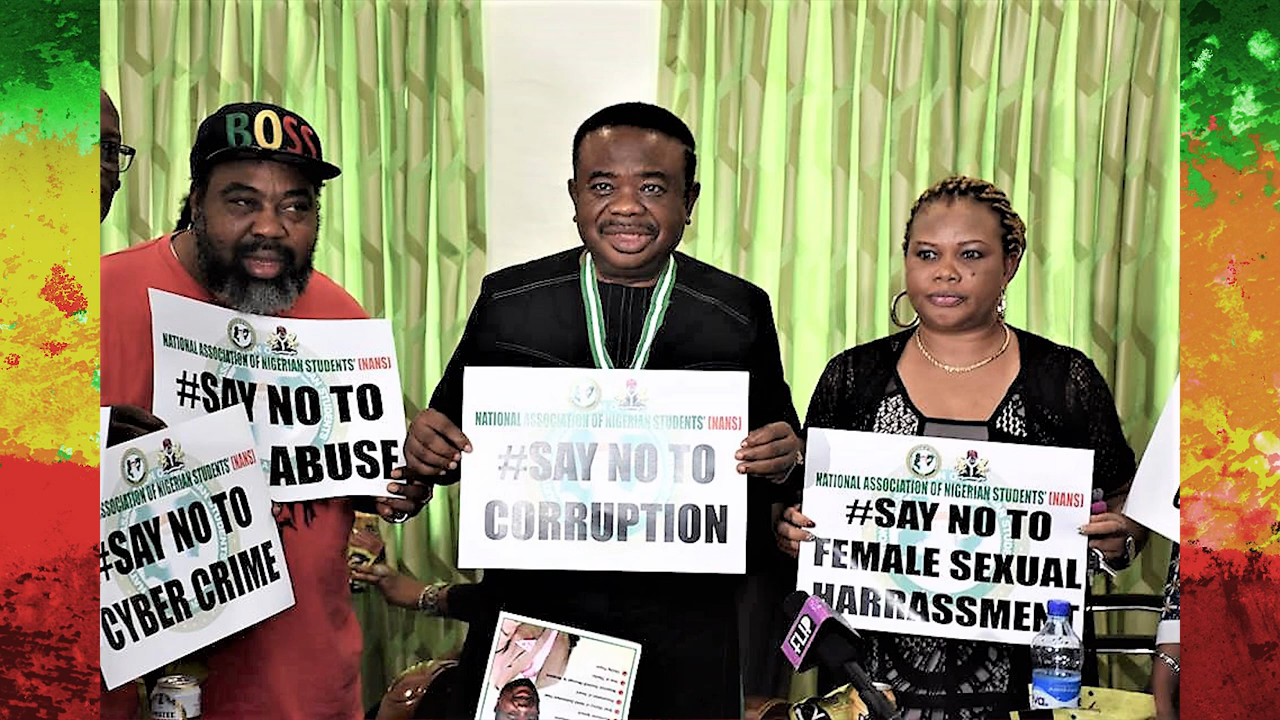 BOSS
NATIONAL ASSOCIATION OF NIGERIAN STUDENTS' (NANS)
#SAY NO TO
ABUSE
ASSOCIATION OF NIGERIAN STUDENTS' (NANS)
#SAY NO TO
CYBER CRIME
NATIONAL ASSOCIATION OF NIGERIAN STUDENTS' (NANS)
#SAY NO TO
CORRUPTION
NATIONAL ASSOCIATION OF NIGERIAN STUDENTS' (NANS)
#SAY NO TO
FEMALE SEXUAL
HARRASSMENT
FLIP